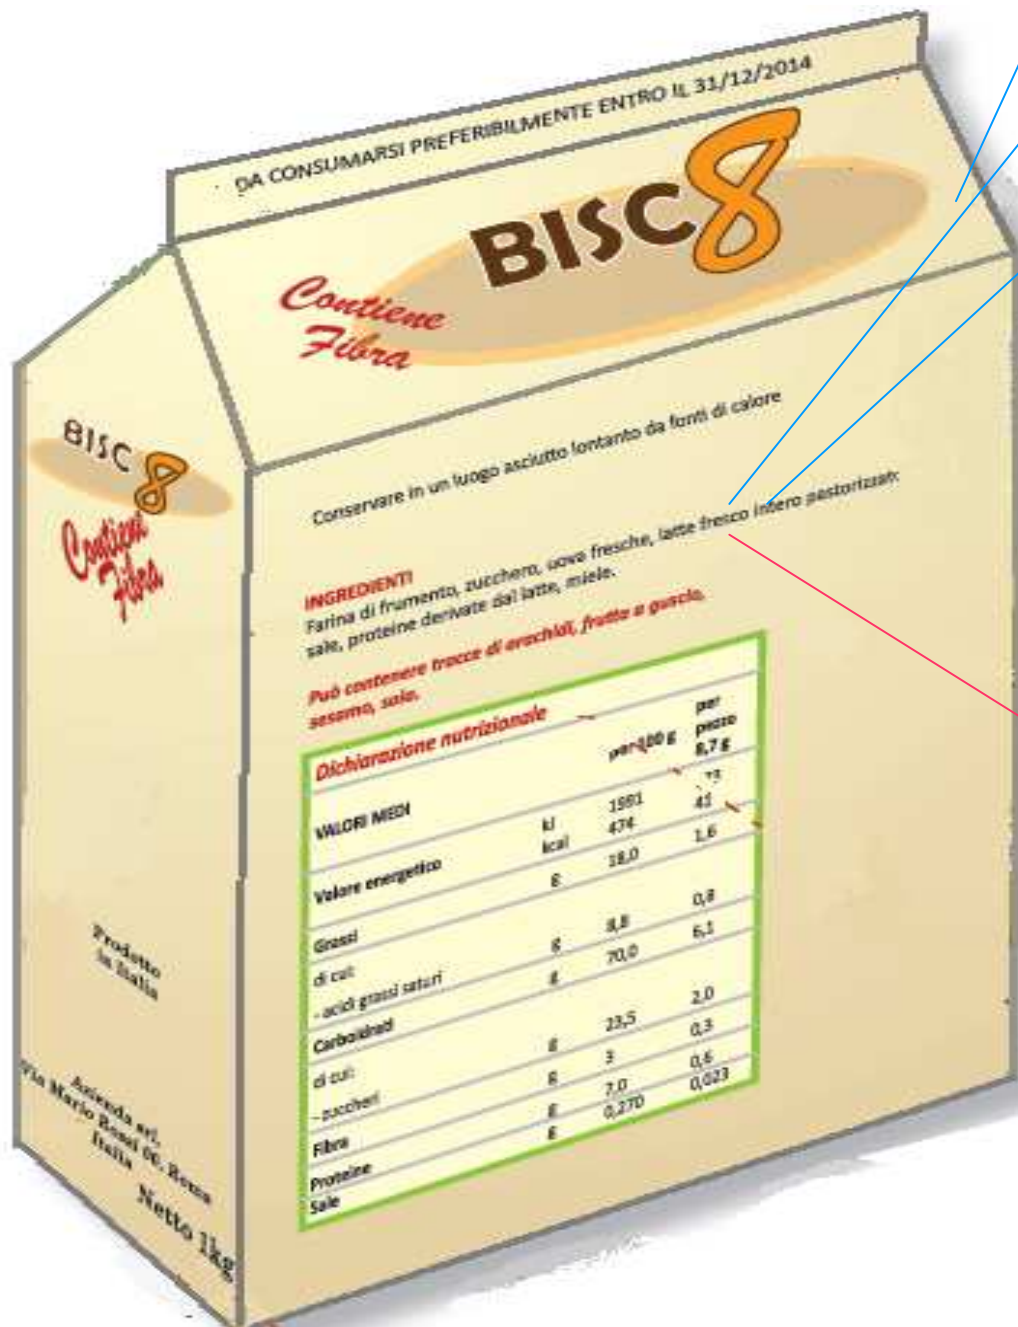 DA CONSUMARSI PREFERIBILMENTE ENTRO IL 31/12/2014
BISC8
Contiene
Fibra
BISC 8
Contieni
Fibra
Prodotto
in Italia
Azienda srl,
Via Mario Rossi 00, Roma
Italia
Netto 1kg
Conservare in un luogo asciutto lontanto da fonti di calore
INGREDIENTI
Farina di frumento, zucchero, uova fresche, latte fresco intero pastorizzato,
sale, proteine derivate dal latte, miele.
Può contenere tracce di arachidi, frutta a guscio,
sesamo, soia.
Dichiarazione nutrizionale
VALORI MEDI per 100 g per pezzo 8,7 g
Valore energetico kJ 1991
kcal 474 41
Grassi g 18,0 1,6
di cui:
- acidi grassi saturi g 8,8 0,8
Carboidrati g 70,0 6,1
di cui:
- zuccheri g 23,5 2,0
Fibra g 3 0,3
Proteine g 7,0 0,6
Sale g 0,270 0,023